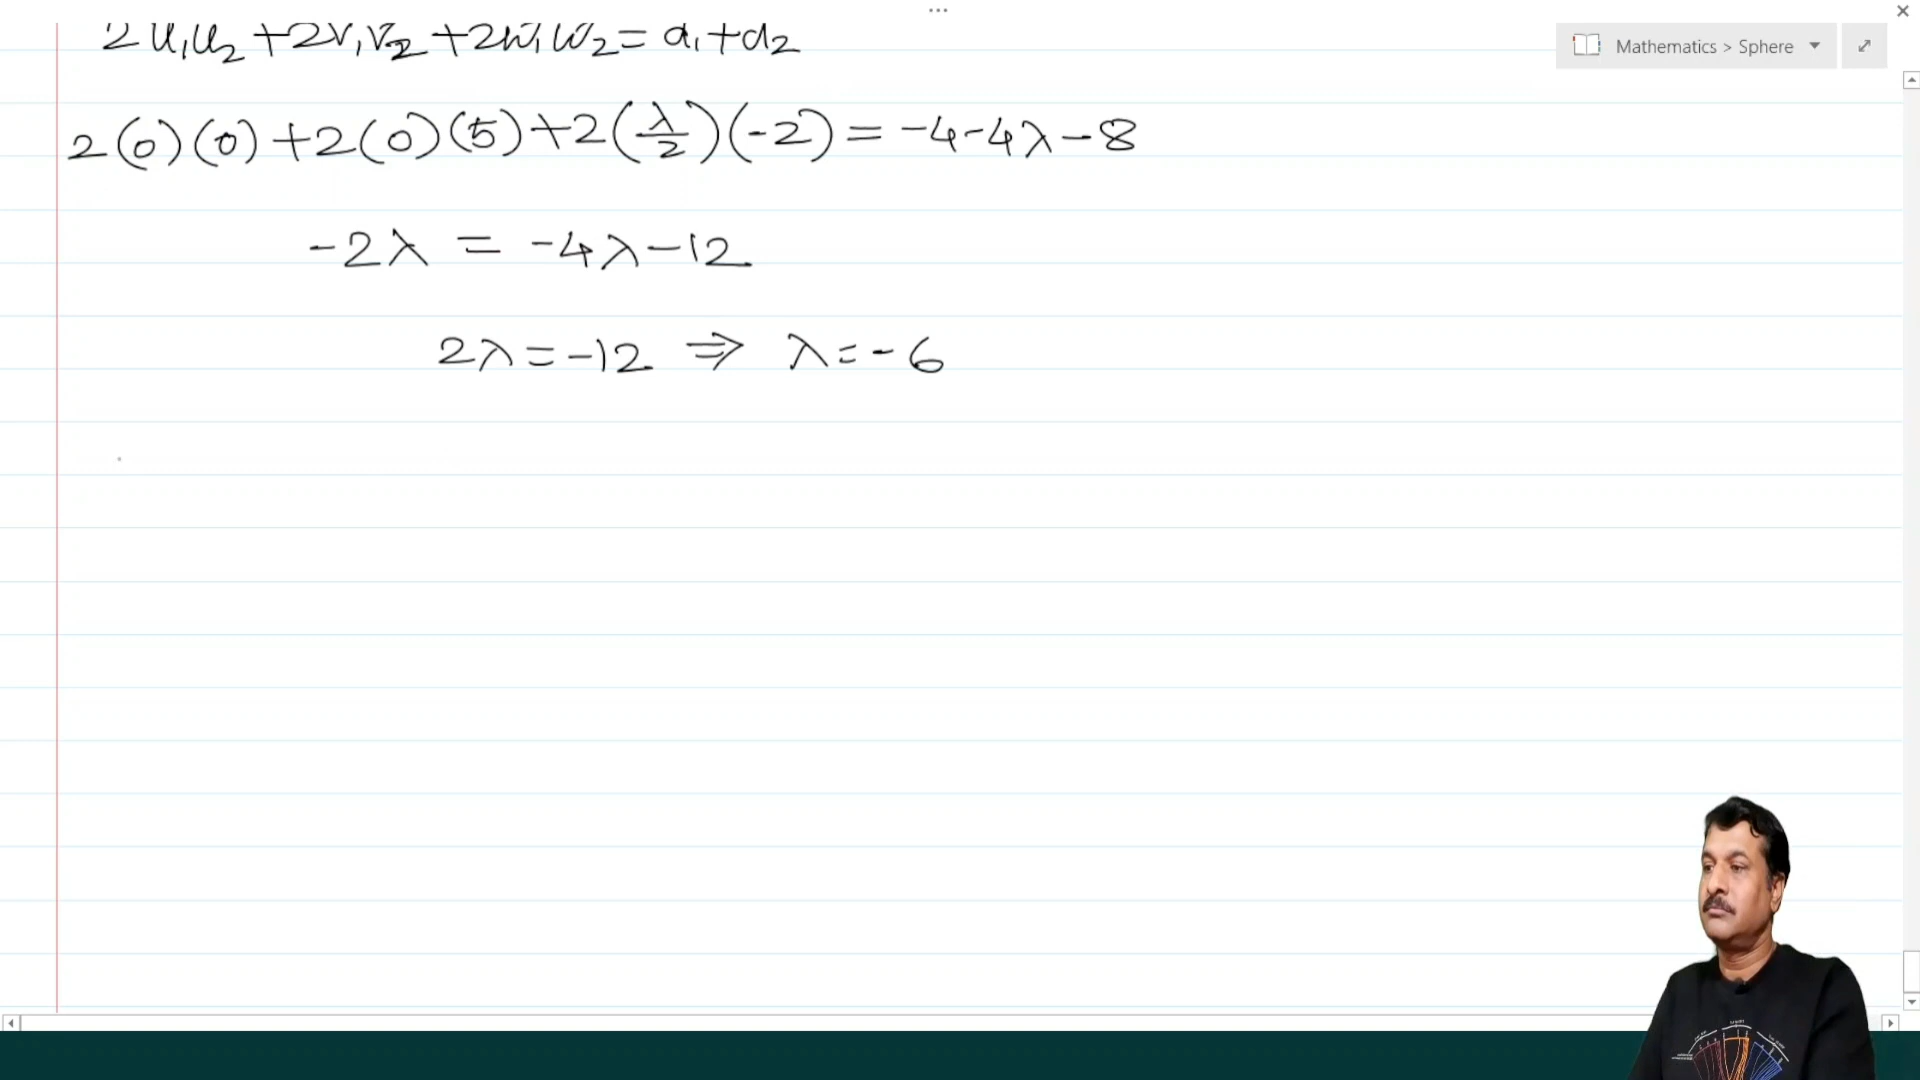 Mathematics > Sphere
2u₁u₂+2v₁v₂+2w₁w₂=d₁+d₂
2(0)(0)+2(0)(5)+2(λ/2)(-2)=-4-4λ-8
-2λ = -4λ-12
2λ=-12 ⇒ λ=-6